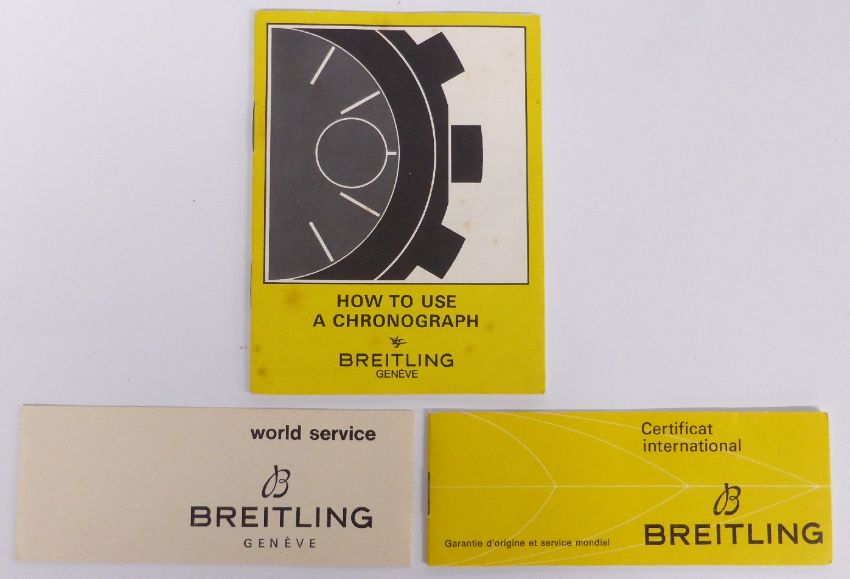 HOW TO USE
A CHRONOGRAPH
BREITLING
GENÈVE
world service
B
BREITLING
GENÈVE
Certificat
international
B
Garantie d'origine et service mondial
BREITLING